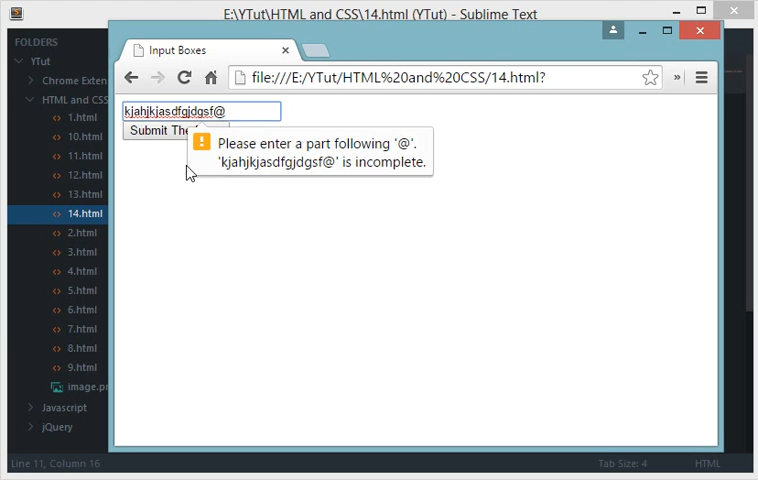 E:\YTut\HTML and CSS\14.html (YTut) - Sublime Text
FOLDERS
YTut
Chrome Exten
HTML and CSS
1.html
10.html
11.html
12.html
13.html
14.html
2.html
3.html
4.html
5.html
6.html
7.html
8.html
9.html
image.pr
Javascript
jQuery
Input Boxes
file:///E:/YTut/HTML%20and%20CSS/14.html?
kjahjkjasdfgjdgsf@
Submit The
Please enter a part following '@'.
'kjahjkjasdfgjdgsf@' is incomplete.
Line 11, Column 16
Tab Size: 4
HTML